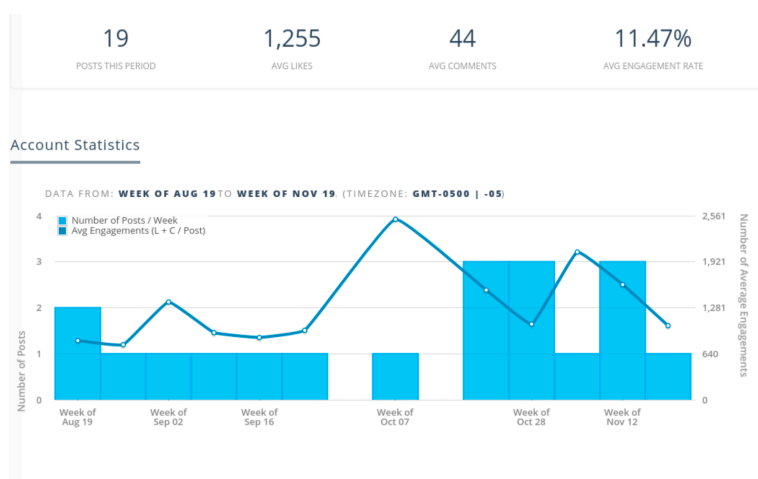 19 1,255 44 11.47%
POSTS THIS PERIOD AVG LIKES AVG COMMENTS AVG ENGAGEMENT RATE
Account Statistics
DATA FROM: WEEK OF AUG 19 TO WEEK OF NOV 19. (TIMEZONE: GMT-0500 | -05)
Number of Posts / Week
Avg Engagements (L + C / Post)
4 2,561
3 1,921
2 1,281
1 640
0 0
Number of Posts
Number of Average Engagements
Week of Week of Week of Week of Week of Week of
Aug 19 Sep 02 Sep 16 Oct 07 Oct 28 Nov 12